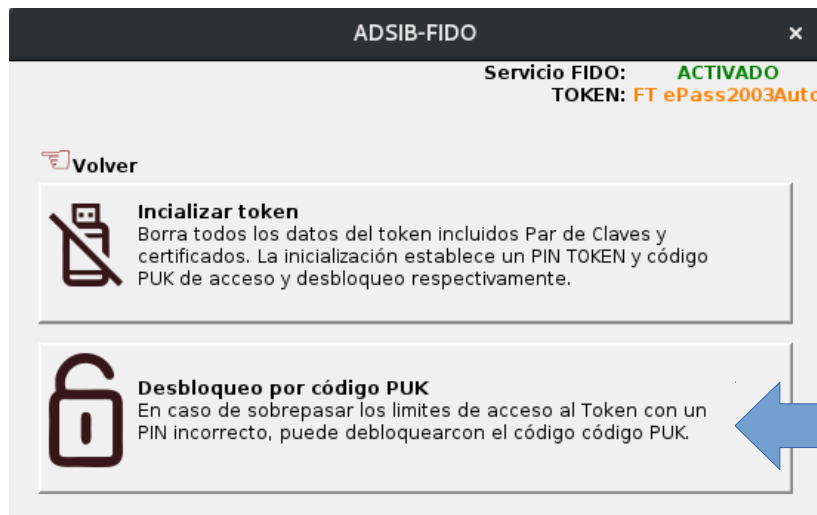 ADSIB-FIDO ×
Servicio FIDO: ACTIVADO
TOKEN: FT ePass2003Auto
Volver
Incializar token
Borra todos los datos del token incluidos Par de Claves y
certificados. La inicialización establece un PIN TOKEN y código
PUK de acceso y desbloqueo respectivamente.
Desbloqueo por código PUK
En caso de sobrepasar los limites de acceso al Token con un
PIN incorrecto, puede debloquearcon el código código PUK.